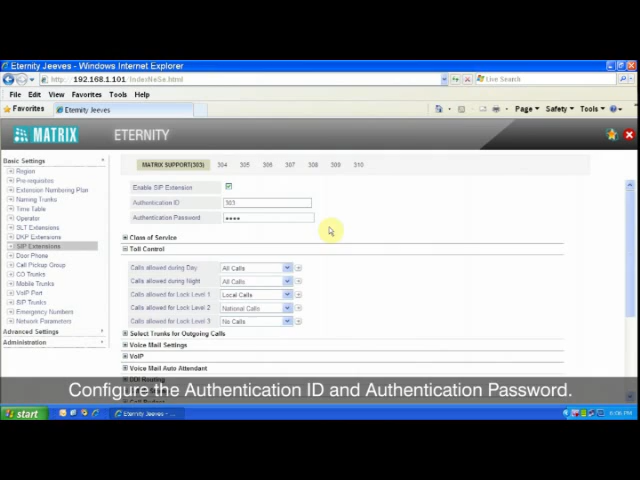 Eternity Jeeves - Windows Internet Explorer
http://192.168.1.101/IndexNeSe.html
Live Search
File Edit View Favorites Tools Help
Favorites Eternity Jeeves
Page Safety Tools
MATRIX ETERNITY
Basic Settings
Region
Pre-requisites
Extension Numbering Plan
Naming Trunks
Time Table
Operator
SLT Extensions
DKP Extensions
SIP Extensions
Door Phone
Call Pickup Group
CO Trunks
Mobile Trunks
VoIP Port
SIP Trunks
Emergency Numbers
Network Parameters
Advanced Settings
Administration
MATRIX SUPPORT(303) 304 305 306 307 308 309 310
Enable SIP Extension
Authentication ID 303
Authentication Password ••••
Class of Service
Toll Control
Calls allowed during Day All Calls
Calls allowed during Night All Calls
Calls allowed for Lock Level 1 Local Calls
Calls allowed for Lock Level 2 National Calls
Calls allowed for Lock Level 3 No Calls
Select Trunks for Outgoing Calls
Voice Mail Settings
VoIP
Voice Mail Auto Attendant
DDI Routing
Configure the Authentication ID and Authentication Password.
start Eternity Jeeves - ...